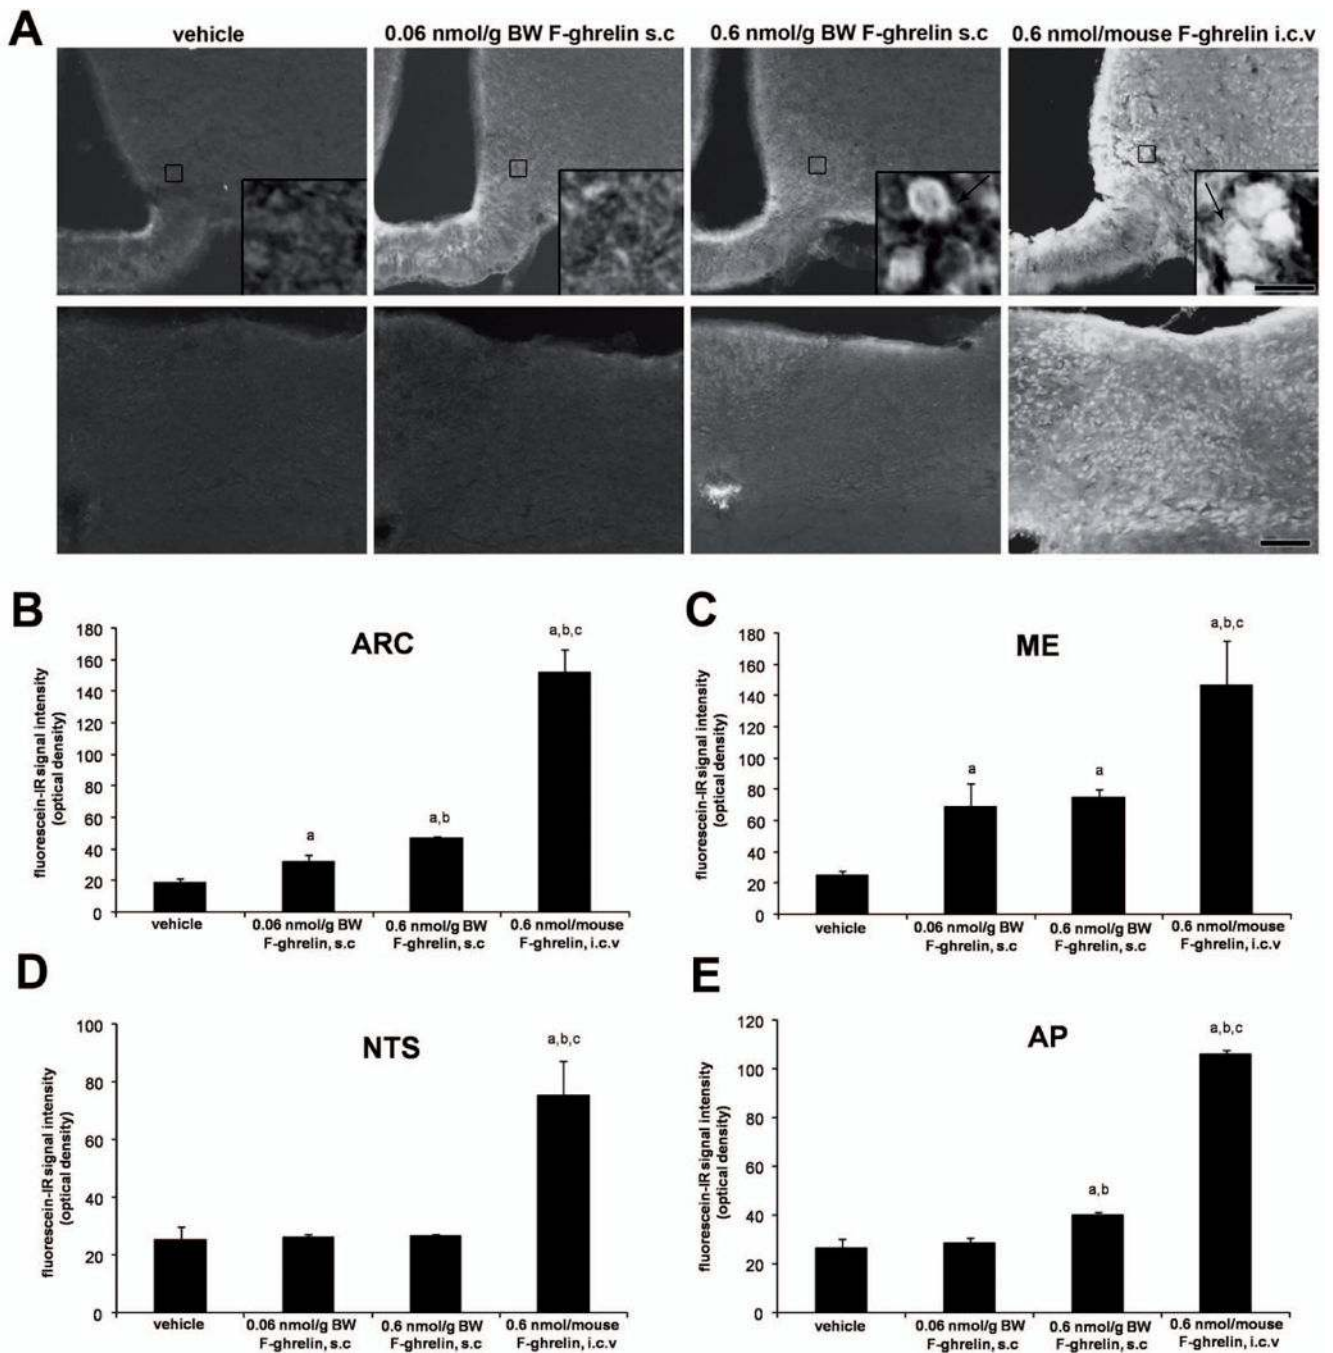 A
vehicle
0.06 nmol/g BW F-ghrelin s.c
0.6 nmol/g BW F-ghrelin s.c
0.6 nmol/mouse F-ghrelin i.c.v
B
ARC
fluorescein-IR signal intensity
(optical density)
180
160
140
120
100
80
60
40
20
0
a
a,b
a,b,c
vehicle
0.06 nmol/g BW
F-ghrelin, s.c
0.6 nmol/g BW
F-ghrelin, s.c
0.6 nmol/mouse
F-ghrelin, i.c.v
C
ME
fluorescein-IR signal intensity
(optical density)
180
160
140
120
100
80
60
40
20
0
a
a
a,b,c
vehicle
0.06 nmol/g BW
F-ghrelin, s.c
0.6 nmol/g BW
F-ghrelin, s.c
0.6 nmol/mouse
F-ghrelin, i.c.v
D
NTS
fluorescein-IR signal intensity
(optical density)
100
80
60
40
20
0
a,b,c
vehicle
0.06 nmol/g BW
F-ghrelin, s.c
0.6 nmol/g BW
F-ghrelin, s.c
0.6 nmol/mouse
F-ghrelin, i.c.v
E
AP
fluorescein-IR signal intensity
(optical density)
120
100
80
60
40
20
0
a,b
a,b,c
vehicle
0.06 nmol/g BW
F-ghrelin, s.c
0.6 nmol/g BW
F-ghrelin, s.c
0.6 nmol/mouse
F-ghrelin, i.c.v